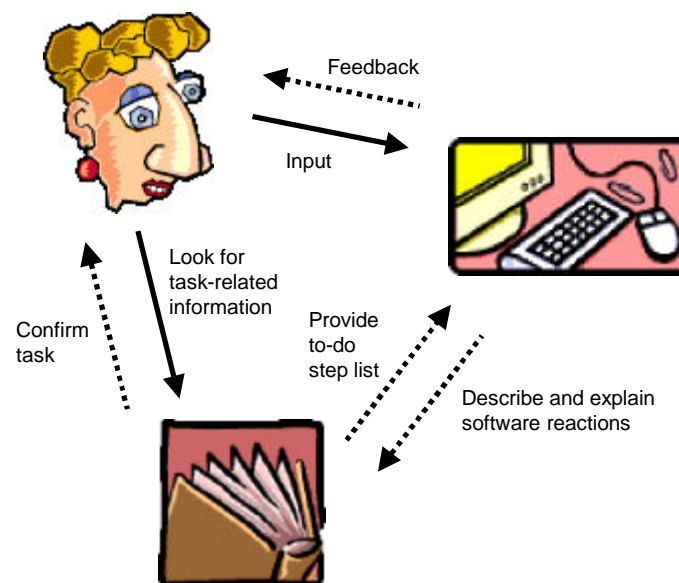 Feedback
Input
Look for
task-related
information
Confirm
task
Provide
to-do
step list
Describe and explain
software reactions